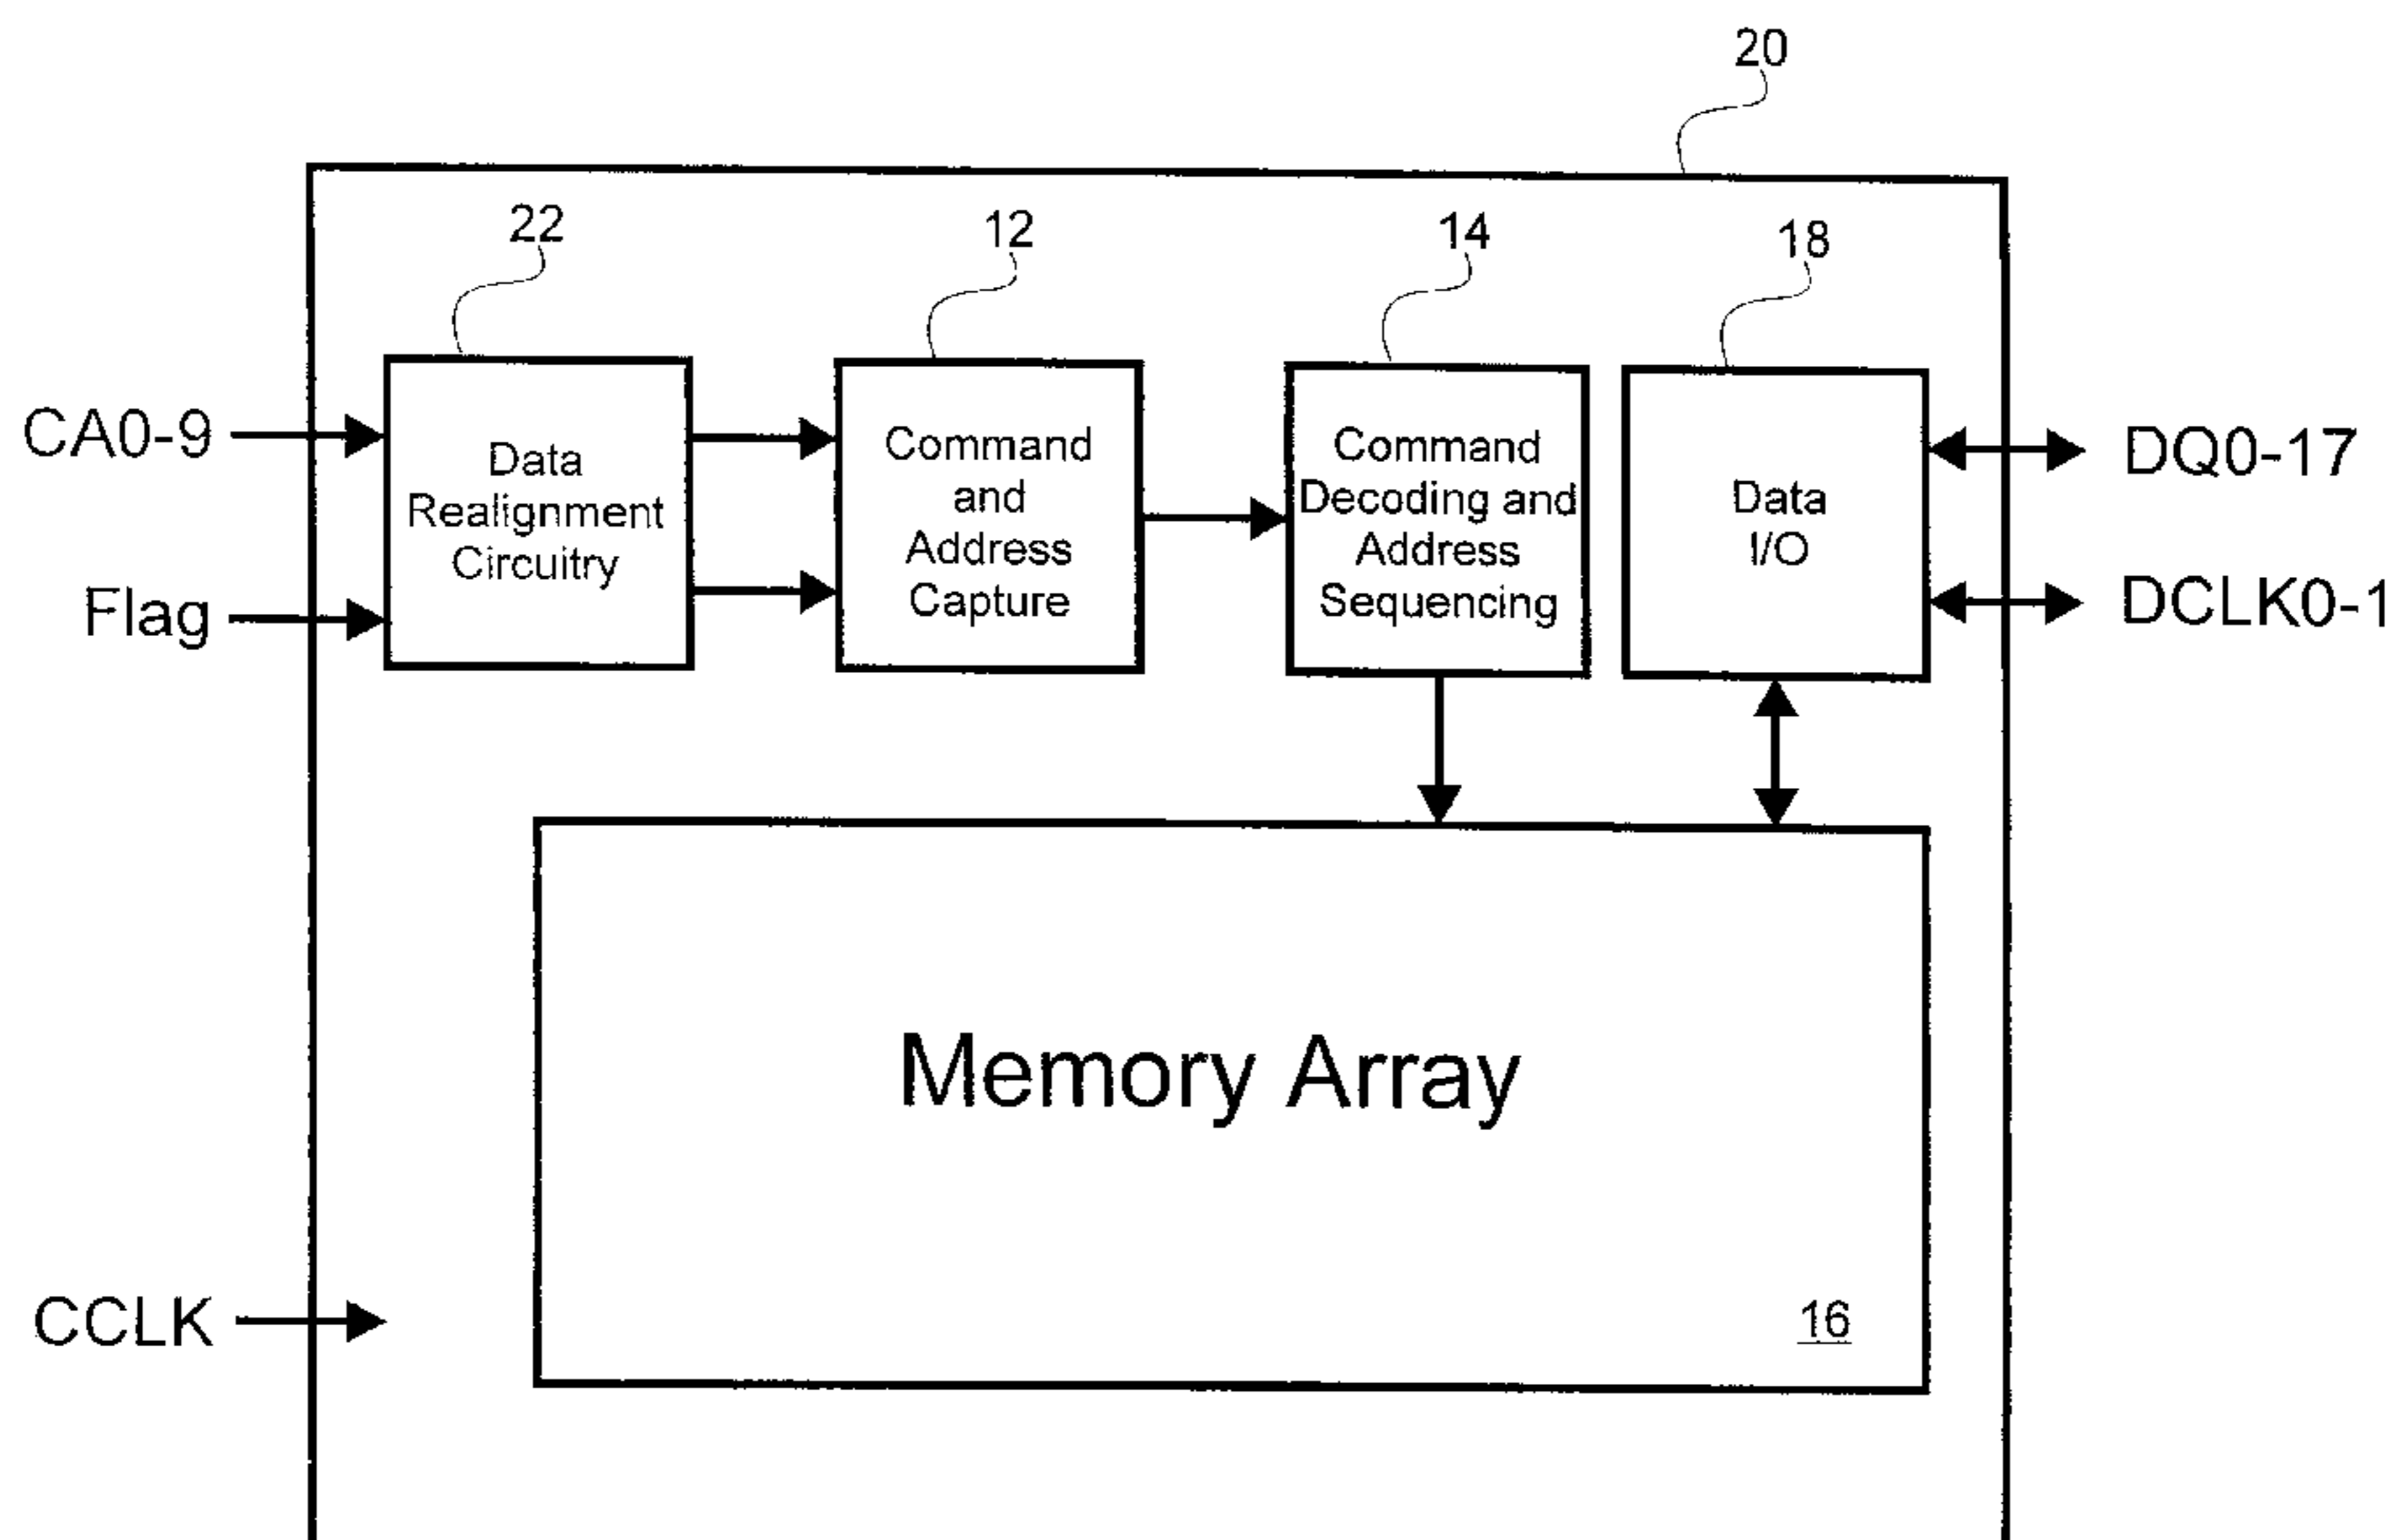 20
22
12
14
18
CA0-9
Flag
Data
Realignment
Circuitry
Command
and
Address
Capture
Command
Decoding and
Address
Sequencing
Data
I/O
DQ0-17
DCLK0-1
Memory Array
16
CCLK